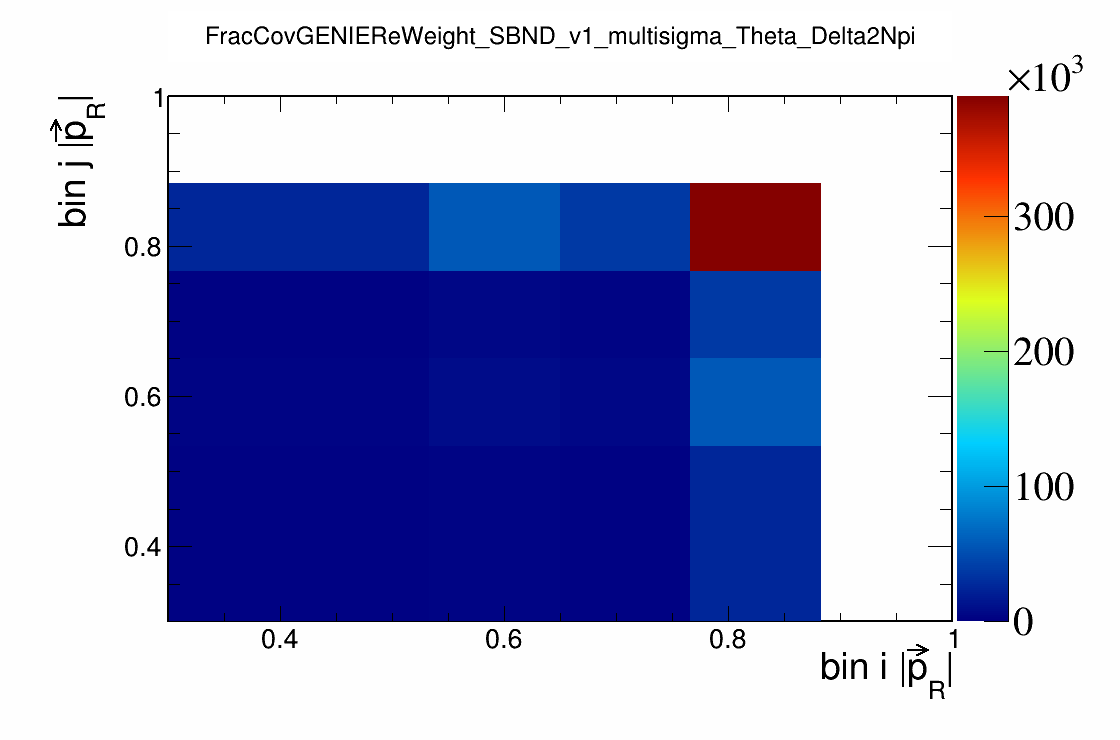 FracCovGENIEReWeight_SBND_v1_multisigma_Theta_Delta2Npi
×10³
bin j |p⃗_R|
1
0.8
0.6
0.4
0.4 0.6 0.8 1
bin i |p⃗_R|
300
200
100
0